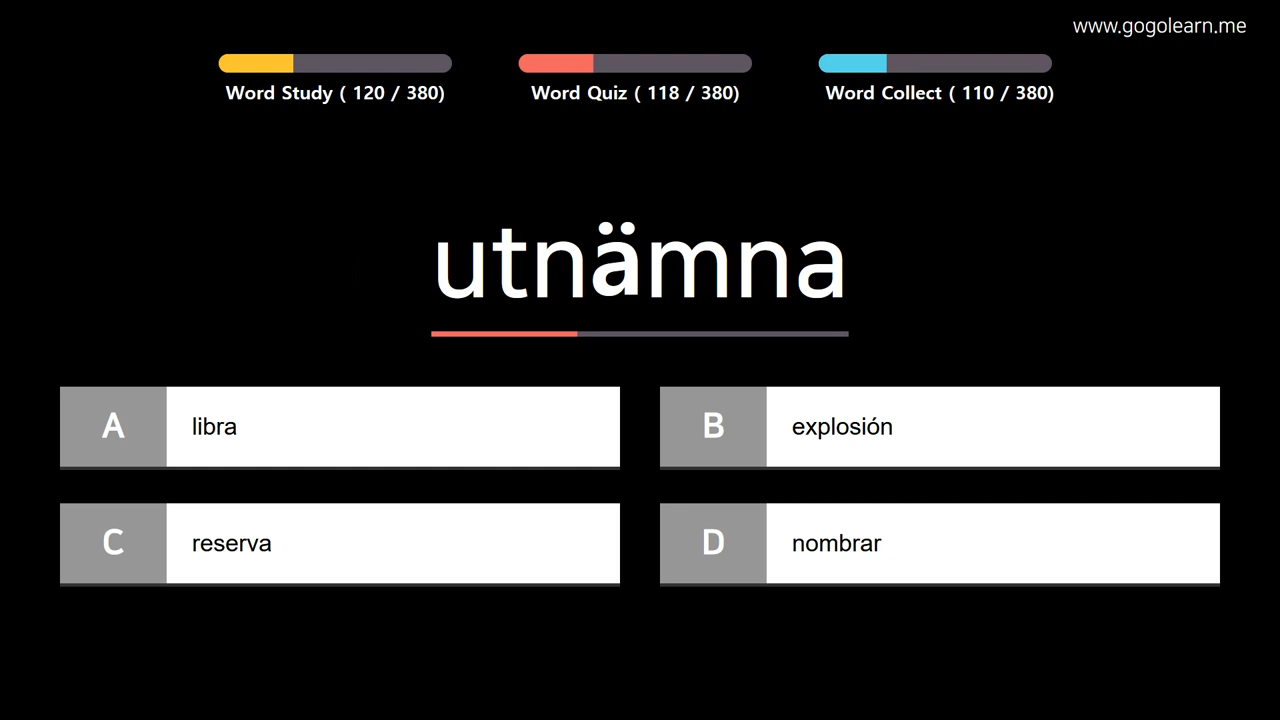 www.gogolearn.me
Word Study ( 120 / 380)
Word Quiz ( 118 / 380)
Word Collect ( 110 / 380)
utnämna
A
libra
B
explosión
C
reserva
D
nombrar